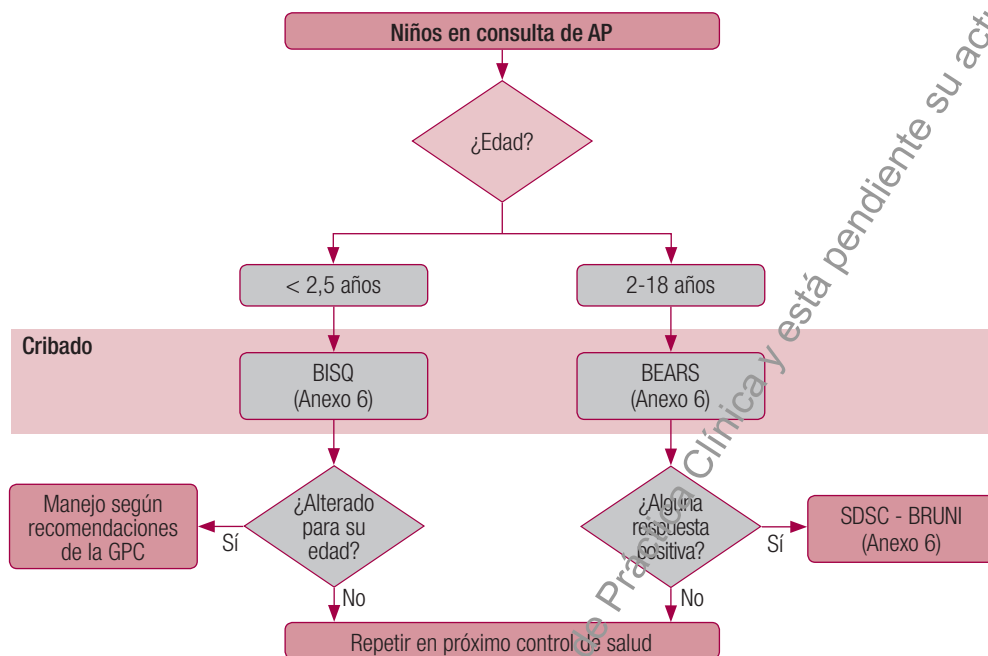 Niños en consulta de AP
¿Edad?
< 2,5 años
2-18 años
Cribado
BISQ
(Anexo 6)
BEARS
(Anexo 6)
Manejo según
recomendaciones
de la GPC
Sí
¿Alterado
para su
edad?
¿Alguna
respuesta
positiva?
Sí
SDSC - BRUNI
(Anexo 6)
No
No
Repetir en próximo control de salud
de Práctica Clínica y está pendiente su actu